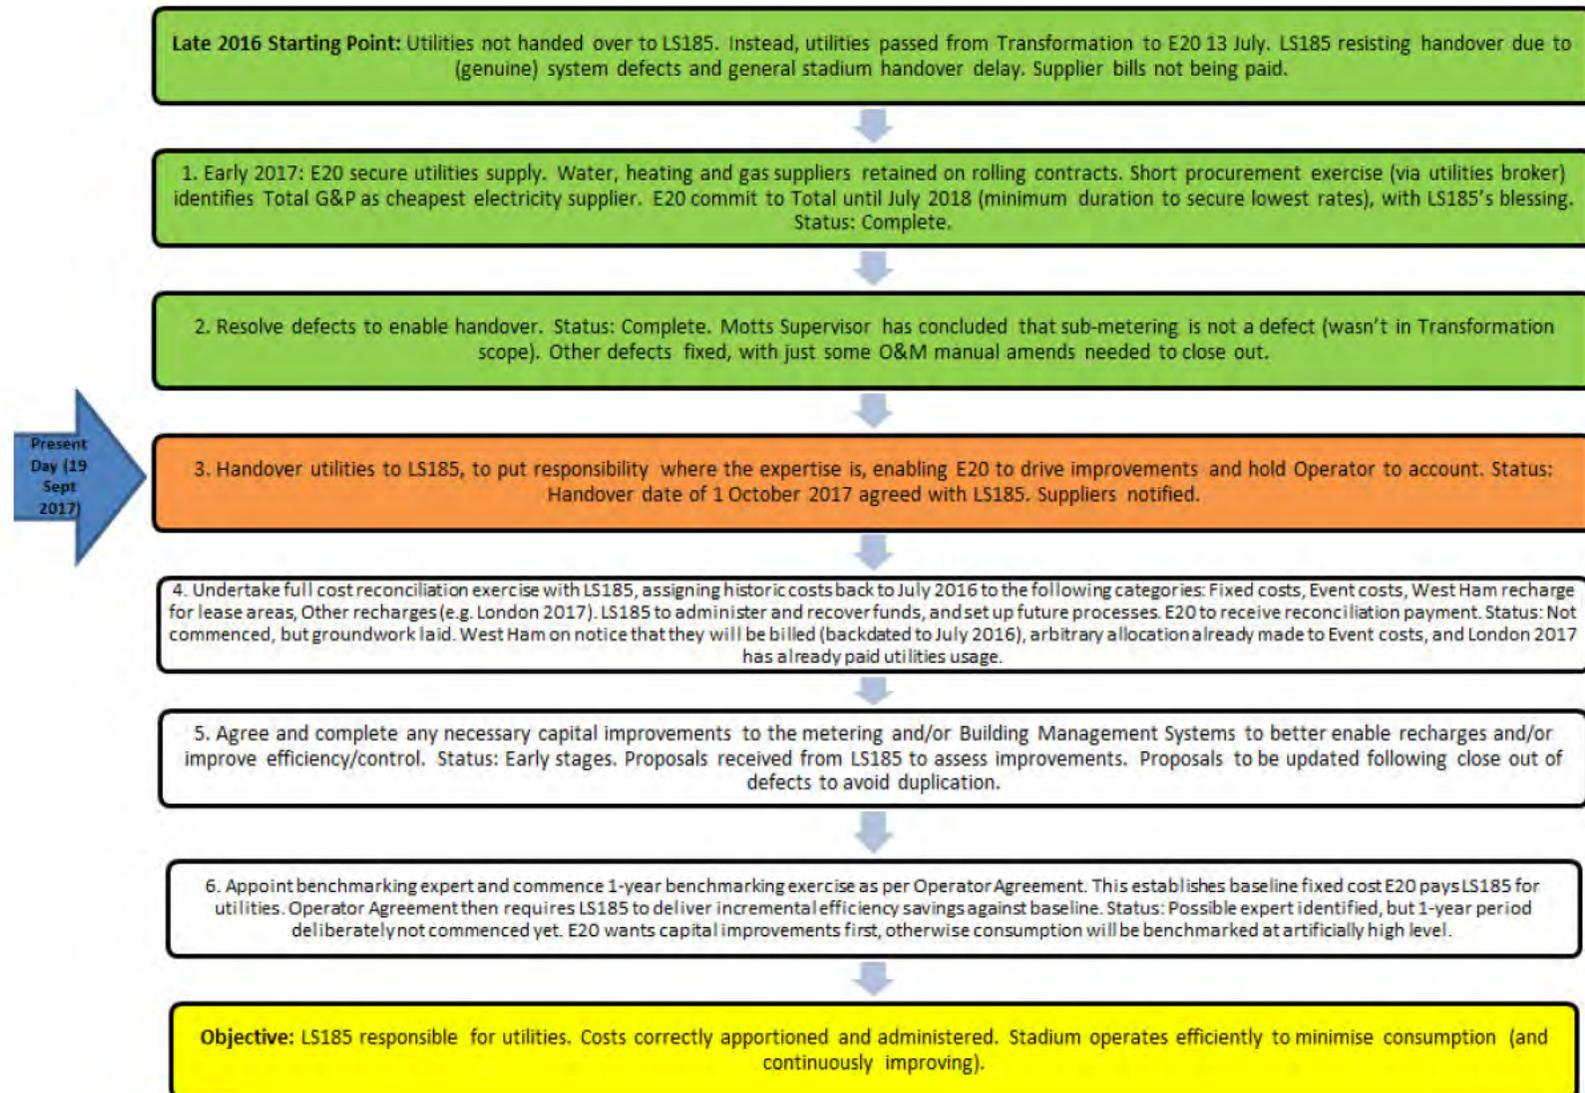 Late 2016 Starting Point: Utilities not handed over to LS185. Instead, utilities passed from Transformation to E20 13 July. LS185 resisting handover due to
(genuine) system defects and general stadium handover delay. Supplier bills not being paid.
1. Early 2017: E20 secure utilities supply. Water, heating and gas suppliers retained on rolling contracts. Short procurement exercise (via utilities broker)
identifies Total G&P as cheapest electricity supplier. E20 commit to Total until July 2018 (minimum duration to secure lowest rates), with LS185's blessing.
Status: Complete.
2. Resolve defects to enable handover. Status: Complete. Motts Supervisor has concluded that sub-metering is not a defect (wasn't in Transformation
scope). Other defects fixed, with just some O&M manual amends needed to close out.
Present
Day (19
Sept
2017)
3. Handover utilities to LS185, to put responsibility where the expertise is, enabling E20 to drive improvements and hold Operator to account. Status:
Handover date of 1 October 2017 agreed with LS185. Suppliers notified.
4. Undertake full cost reconciliation exercise with LS185, assigning historic costs back to July 2016 to the following categories: Fixed costs, Event costs, West Ham recharge
for lease areas, Other recharges (e.g. London 2017). LS185 to administer and recover funds, and set up future processes. E20 to receive reconciliation payment. Status: Not
commenced, but groundwork laid. West Ham on notice that they will be billed (backdated to July 2016), arbitrary allocation already made to Event costs, and London 2017
has already paid utilities usage.
5. Agree and complete any necessary capital improvements to the metering and/or Building Management Systems to better enable recharges and/or
improve efficiency/control. Status: Early stages. Proposals received from LS185 to assess improvements. Proposals to be updated following close out of
defects to avoid duplication.
6. Appoint benchmarking expert and commence 1-year benchmarking exercise as per Operator Agreement. This establishes baseline fixed cost E20 pays LS185 for
utilities. Operator Agreement then requires LS185 to deliver incremental efficiency savings against baseline. Status: Possible expert identified, but 1-year period
deliberately not commenced yet. E20 wants capital improvements first, otherwise consumption will be benchmarked at artificially high level.
Objective: LS185 responsible for utilities. Costs correctly apportioned and administered. Stadium operates efficiently to minimise consumption (and
continuously improving).